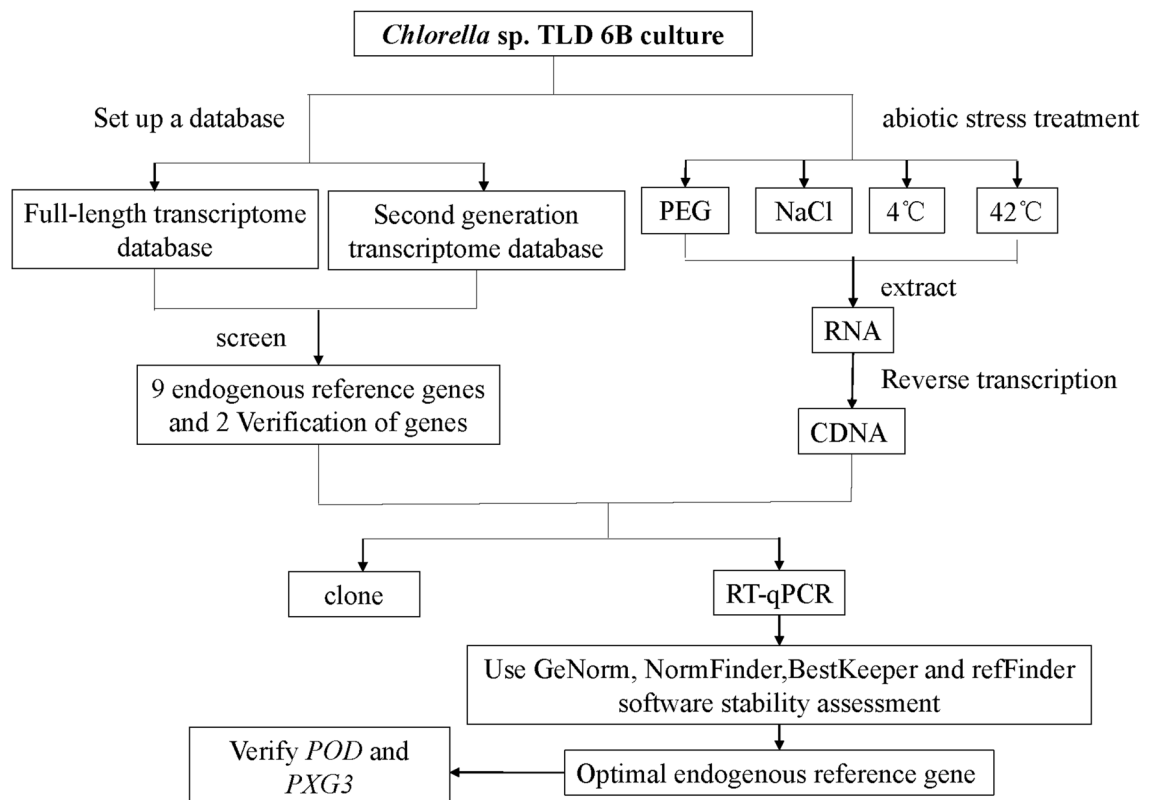 Chlorella sp. TLD 6B culture
Set up a database
abiotic stress treatment
Full-length transcriptome
database
Second generation
transcriptome database
PEG
NaCl
4℃
42℃
extract
RNA
screen
9 endogenous reference genes
and 2 Verification of genes
Reverse transcription
CDNA
clone
RT-qPCR
Use GeNorm, NormFinder,BestKeeper and refFinder
software stability assessment
Verify POD and
PXG3
Optimal endogenous reference gene